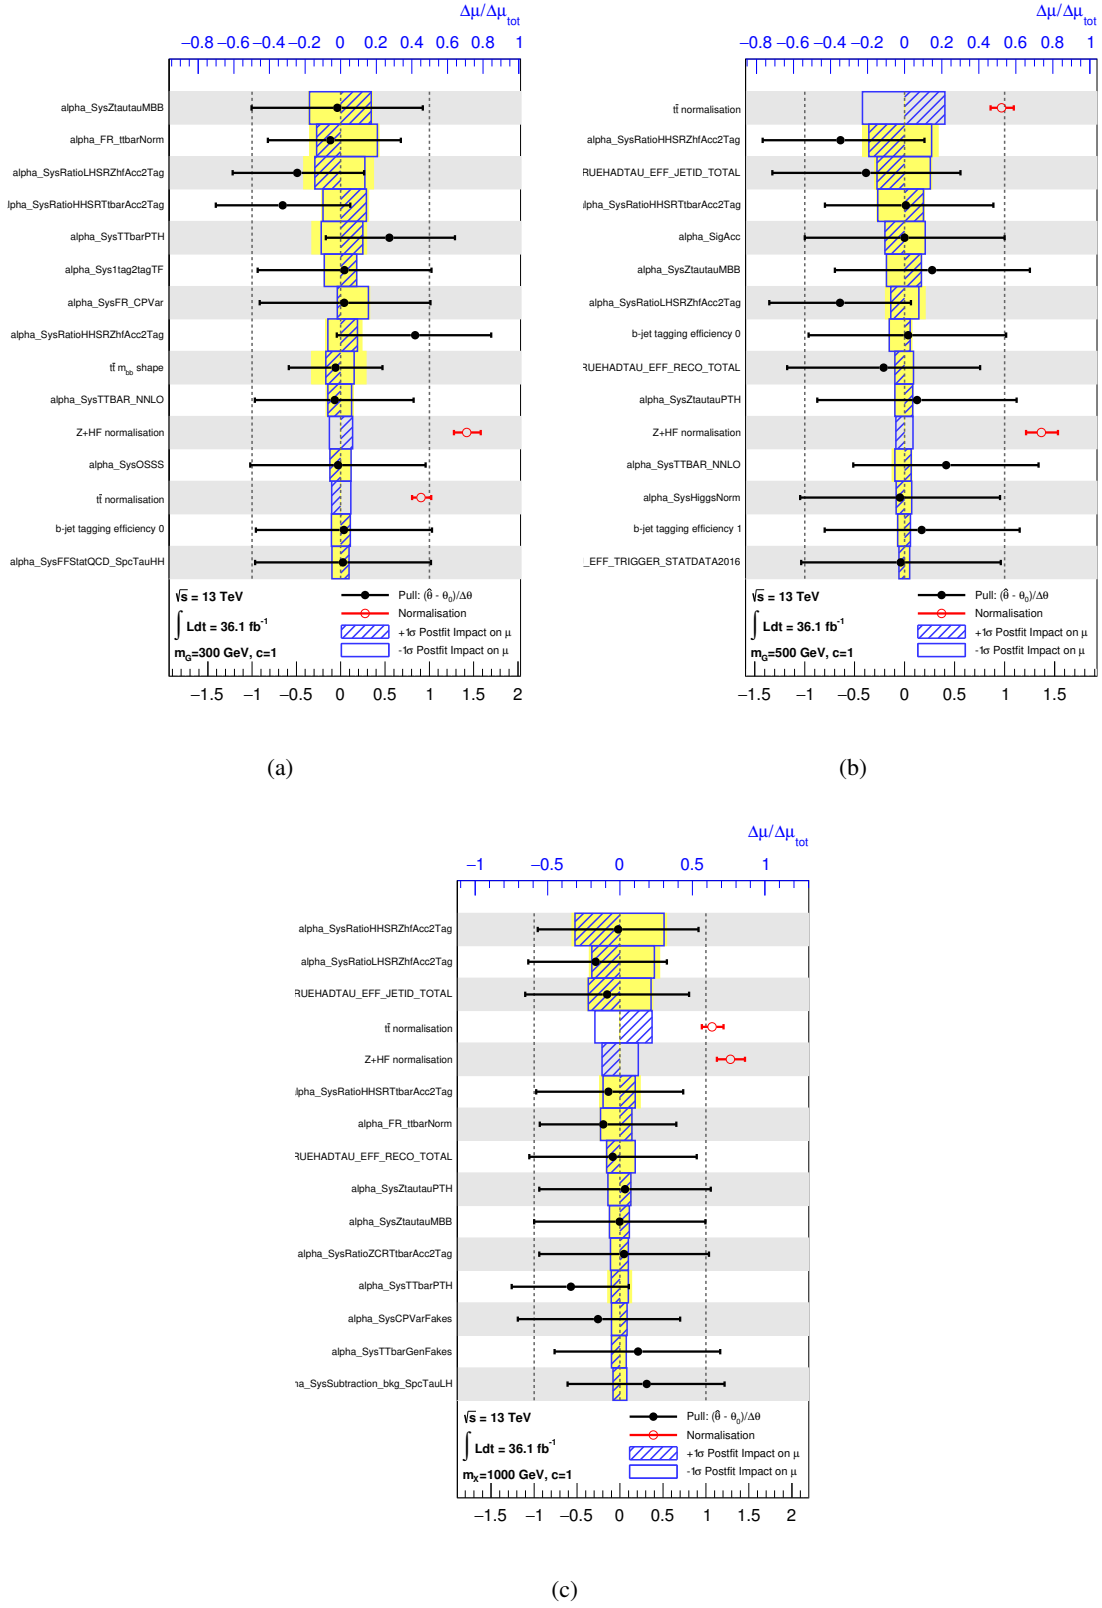 Δμ/Δμ_tot
−0.8 −0.6 −0.4 −0.2 0 0.2 0.4 0.6 0.8 1
alpha_SysZtautauMBB
alpha_FR_ttbarNorm
alpha_SysRatioLHSRZhfAcc2Tag
lpha_SysRatioHHSRTtbarAcc2Tag
alpha_SysTTbarPTH
alpha_Sys1tag2tagTF
alpha_SysFR_CPVar
alpha_SysRatioHHSRZhfAcc2Tag
tt̄ m_bb shape
alpha_SysTTBAR_NNLO
Z+HF normalisation
alpha_SysOSSS
tt̄ normalisation
b-jet tagging efficiency 0
alpha_SysFFStatQCD_SpcTauHH
√s = 13 TeV
∫ Ldt = 36.1 fb⁻¹
m_G=300 GeV, c=1
Pull: (θ̂ - θ₀)/Δθ
Normalisation
+1σ Postfit Impact on μ
-1σ Postfit Impact on μ
−1.5 −1 −0.5 0 0.5 1 1.5 2
(a)
Δμ/Δμ_tot
−0.8 −0.6 −0.4 −0.2 0 0.2 0.4 0.6 0.8 1
tt̄ normalisation
alpha_SysRatioHHSRZhfAcc2Tag
RUEHADTAU_EFF_JETID_TOTAL
lpha_SysRatioHHSRTtbarAcc2Tag
alpha_SigAcc
alpha_SysZtautauMBB
alpha_SysRatioLHSRZhfAcc2Tag
b-jet tagging efficiency 0
RUEHADTAU_EFF_RECO_TOTAL
alpha_SysZtautauPTH
Z+HF normalisation
alpha_SysTTBAR_NNLO
alpha_SysHiggsNorm
b-jet tagging efficiency 1
_EFF_TRIGGER_STATDATA2016
√s = 13 TeV
∫ Ldt = 36.1 fb⁻¹
m_G=500 GeV, c=1
Pull: (θ̂ - θ₀)/Δθ
Normalisation
+1σ Postfit Impact on μ
-1σ Postfit Impact on μ
−1.5 −1 −0.5 0 0.5 1 1.5
(b)
Δμ/Δμ_tot
−1 −0.5 0 0.5 1
alpha_SysRatioHHSRZhfAcc2Tag
alpha_SysRatioLHSRZhfAcc2Tag
RUEHADTAU_EFF_JETID_TOTAL
tt̄ normalisation
Z+HF normalisation
lpha_SysRatioHHSRTtbarAcc2Tag
alpha_FR_ttbarNorm
RUEHADTAU_EFF_RECO_TOTAL
alpha_SysZtautauPTH
alpha_SysZtautauMBB
alpha_SysRatioZCRTtbarAcc2Tag
alpha_SysTTbarPTH
alpha_SysCPVarFakes
alpha_SysTTbarGenFakes
ha_SysSubtraction_bkg_SpcTauLH
√s = 13 TeV
∫ Ldt = 36.1 fb⁻¹
m_X=1000 GeV, c=1
Pull: (θ̂ - θ₀)/Δθ
Normalisation
+1σ Postfit Impact on μ
-1σ Postfit Impact on μ
−1.5 −1 −0.5 0 0.5 1 1.5 2
(c)